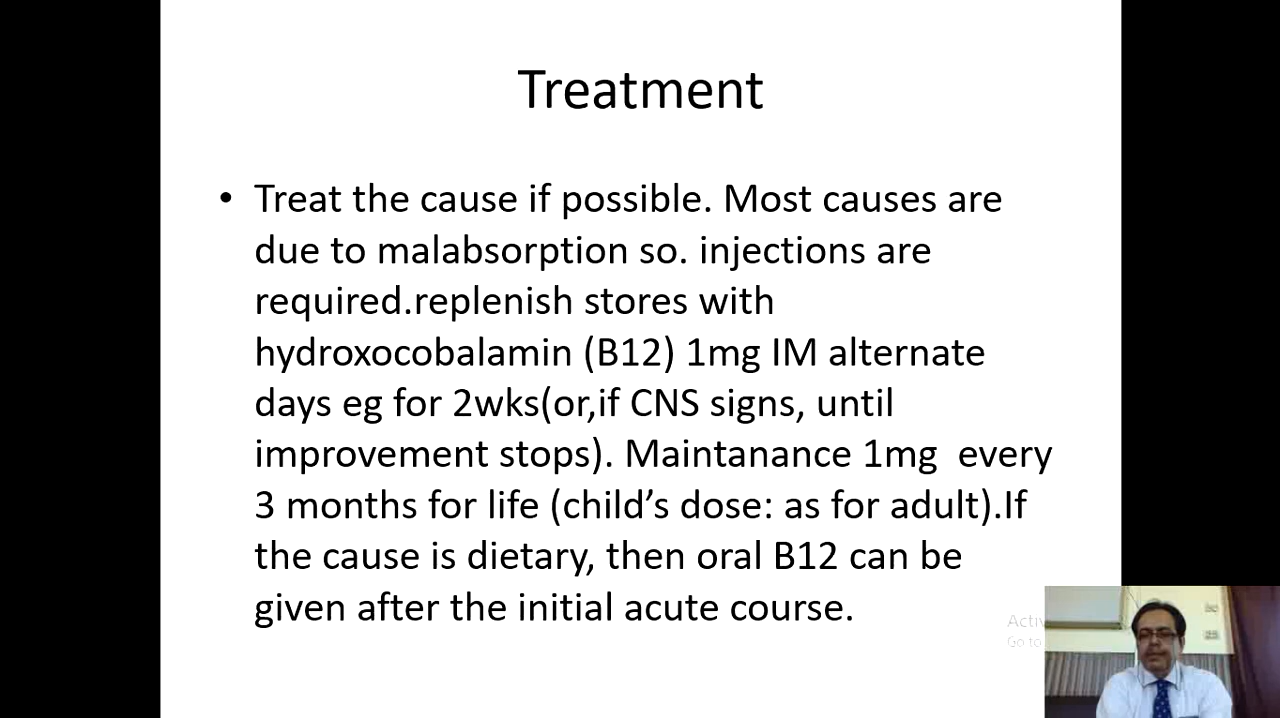 Treatment
• Treat the cause if possible. Most causes are
due to malabsorption so. injections are
required.replenish stores with
hydroxocobalamin (B12) 1mg IM alternate
days eg for 2wks(or,if CNS signs, until
improvement stops). Maintanance 1mg  every
3 months for life (child’s dose: as for adult).If
the cause is dietary, then oral B12 can be
given after the initial acute course.
Go to